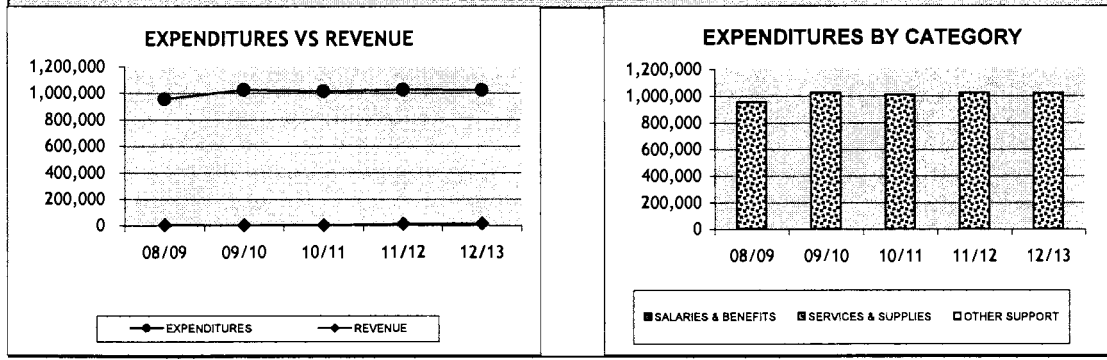 EXPENDITURES VS REVENUE
1,200,000
1,000,000
800,000
600,000
400,000
200,000
0
08/09 09/10 10/11 11/12 12/13
EXPENDITURES REVENUE
EXPENDITURES BY CATEGORY
1,200,000
1,000,000
800,000
600,000
400,000
200,000
0
08/09 09/10 10/11 11/12 12/13
SALARIES & BENEFITS SERVICES & SUPPLIES OTHER SUPPORT